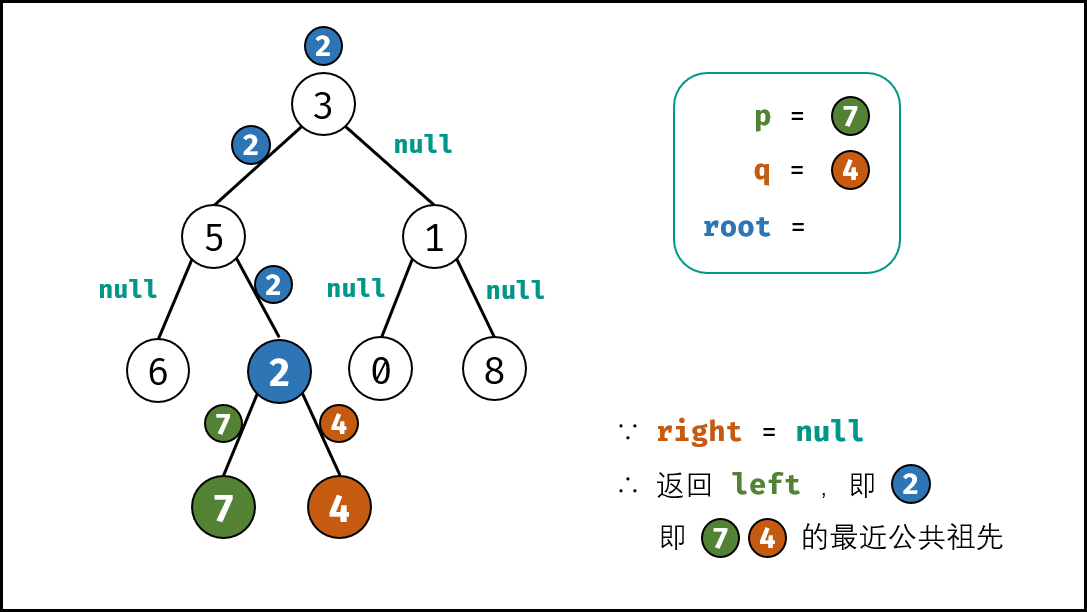 2
3
2
null
5
1
null
2
null
null
6
2
0
8
7
4
7
4
p = 7
q = 4
root =
∵ right = null
∴ 返回 left ，即 2
即 7 4 的最近公共祖先